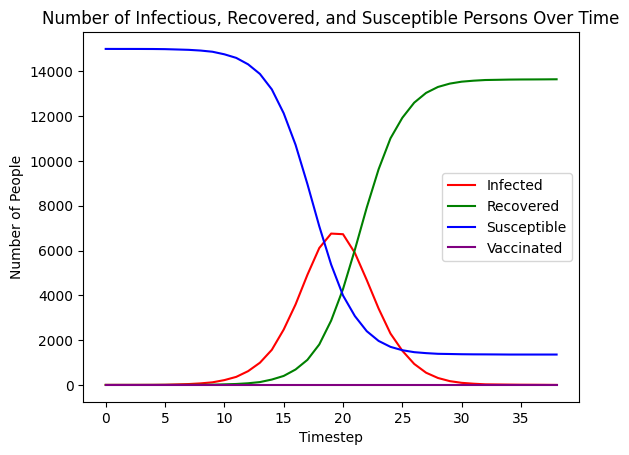 Number of Infectious, Recovered, and Susceptible Persons Over Time
14000
12000
10000
8000
6000
4000
2000
0
Number of People
Infected
Recovered
Susceptible
Vaccinated
0 5 10 15 20 25 30 35
Timestep